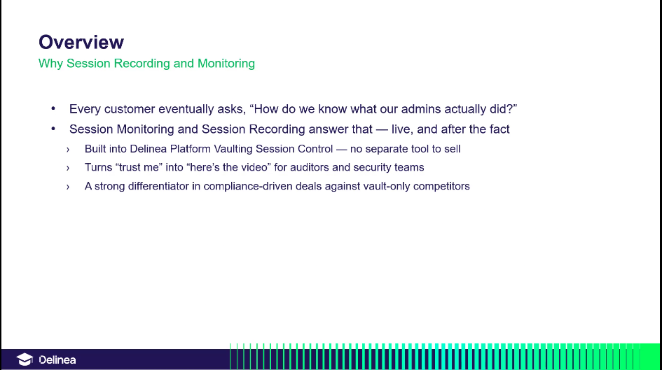 Overview
Why Session Recording and Monitoring
• Every customer eventually asks, “How do we know what our admins actually did?”
• Session Monitoring and Session Recording answer that — live, and after the fact
› Built into Delinea Platform Vaulting Session Control — no separate tool to sell
› Turns “trust me” into “here’s the video” for auditors and security teams
› A strong differentiator in compliance-driven deals against vault-only competitors
Delinea